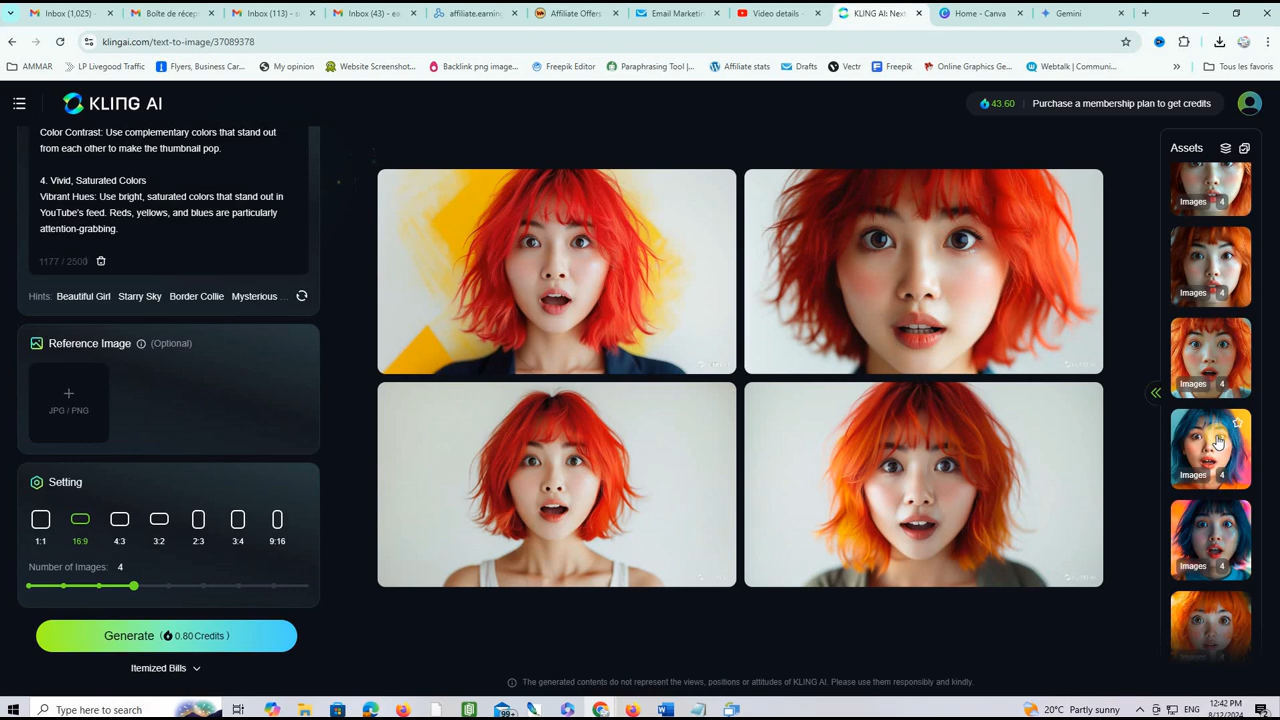 Inbox (1,025)
Boîte de récep
Inbox (113) - s
Inbox (43) - ea
affiliate.earning
Affiliate Offers
Email Marketin
Video details -
KLING AI: Next
Home - Canva
Gemini
klingai.com/text-to-image/37089378
AMMAR
LP Livegood Traffic
Flyers, Business Car...
My opinion
Website Screenshot...
Backlink png image...
Freepik Editor
Paraphrasing Tool |...
Affiliate stats
Drafts
Vectr
Freepik
Online Graphics Ge...
Webtalk | Communi...
Tous les favoris
KLING AI
43.60
Purchase a membership plan to get credits
Color Contrast: Use complementary colors that stand out
from each other to make the thumbnail pop.
4. Vivid, Saturated Colors
Vibrant Hues: Use bright, saturated colors that stand out in
YouTube's feed. Reds, yellows, and blues are particularly
attention-grabbing.
1177 / 2500
Hints: Beautiful Girl Starry Sky Border Collie Mysterious ...
Reference Image (Optional)
JPG / PNG
Setting
1:1 16:9 4:3 3:2 2:3 3:4 9:16
Number of Images: 4
Generate ( 0.80 Credits )
Itemized Bills
Assets
Images 4
Images 4
Images 4
Images 4
Images 4
Images 4
The generated contents do not represent the views, positions or attitudes of KLING AI. Please use them responsibly and kindly.
Type here to search
99+
20°C Partly sunny
ENG
12:42 PM
8/12/2024
2